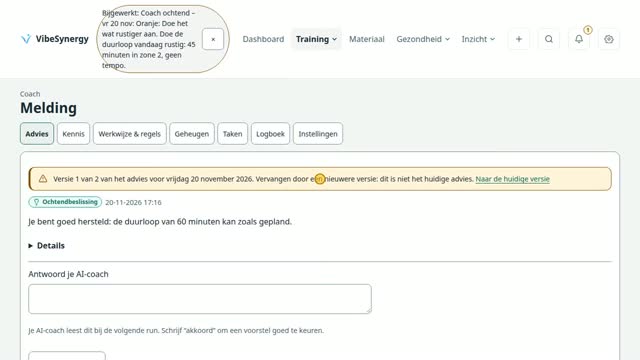 Bijgewerkt: Coach ochtend –
vr 20 nov: Oranje: Doe het
wat rustiger aan. Doe de
duurloop vandaag rustig: 45
minuten in zone 2, geen
tempo.
×
VibeSynergy
Dashboard
Training
Materiaal
Gezondheid
Inzicht
+
1
Coach
Melding
Advies
Kennis
Werkwijze & regels
Geheugen
Taken
Logboek
Instellingen
Versie 1 van 2 van het advies voor vrijdag 20 november 2026. Vervangen door een nieuwere versie: dit is niet het huidige advies. Naar de huidige versie
Ochtendbeslissing 20-11-2026 17:16
Je bent goed hersteld: de duurloop van 60 minuten kan zoals gepland.
Details
Antwoord je AI-coach
Je AI-coach leest dit bij de volgende run. Schrijf "akkoord" om een voorstel goed te keuren.